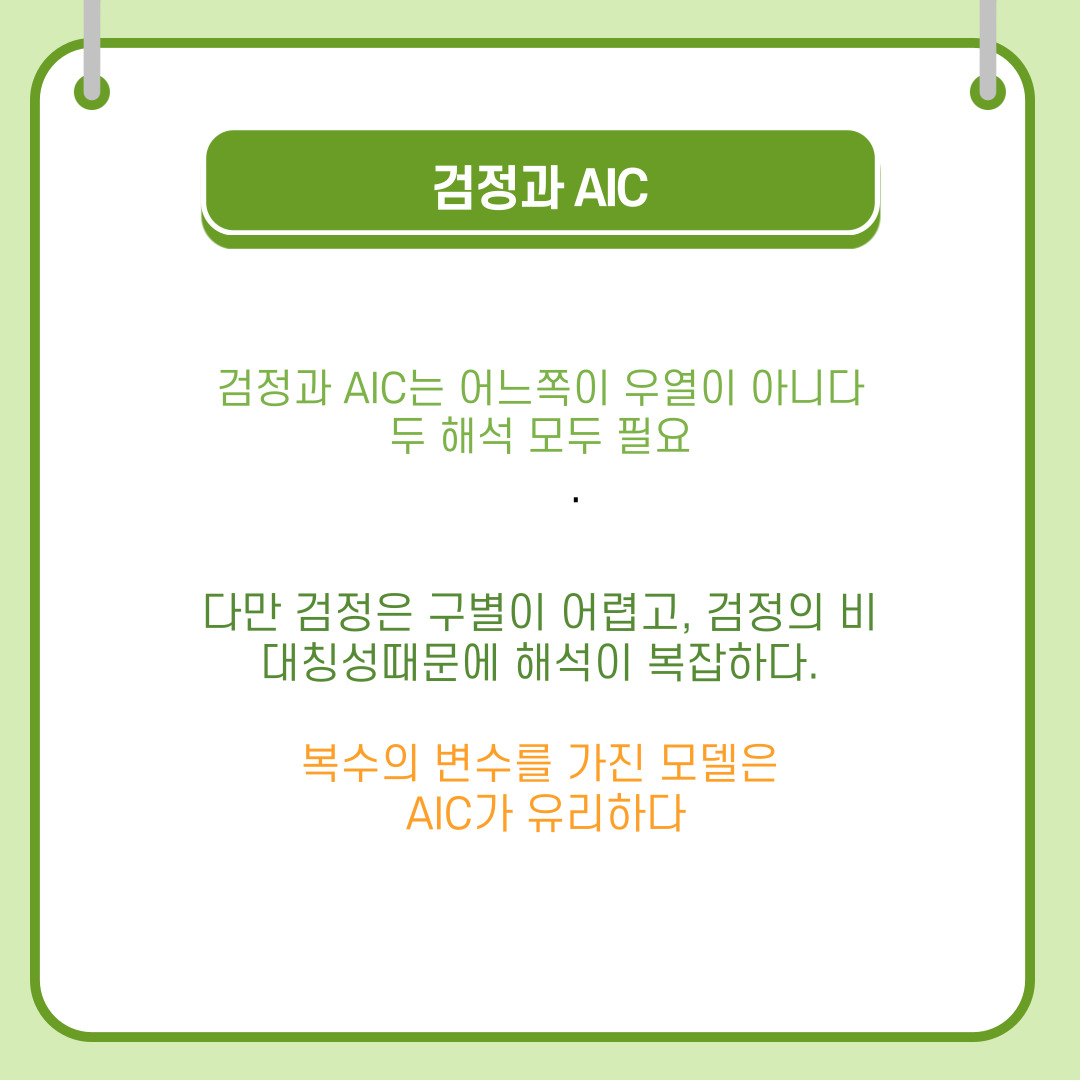 검정과 AIC
검정과 AIC는 어느쪽이 우열이 아니다
두 해석 모두 필요
.
다만 검정은 구별이 어렵고, 검정의 비
대칭성때문에 해석이 복잡하다.
복수의 변수를 가진 모델은
AIC가 유리하다